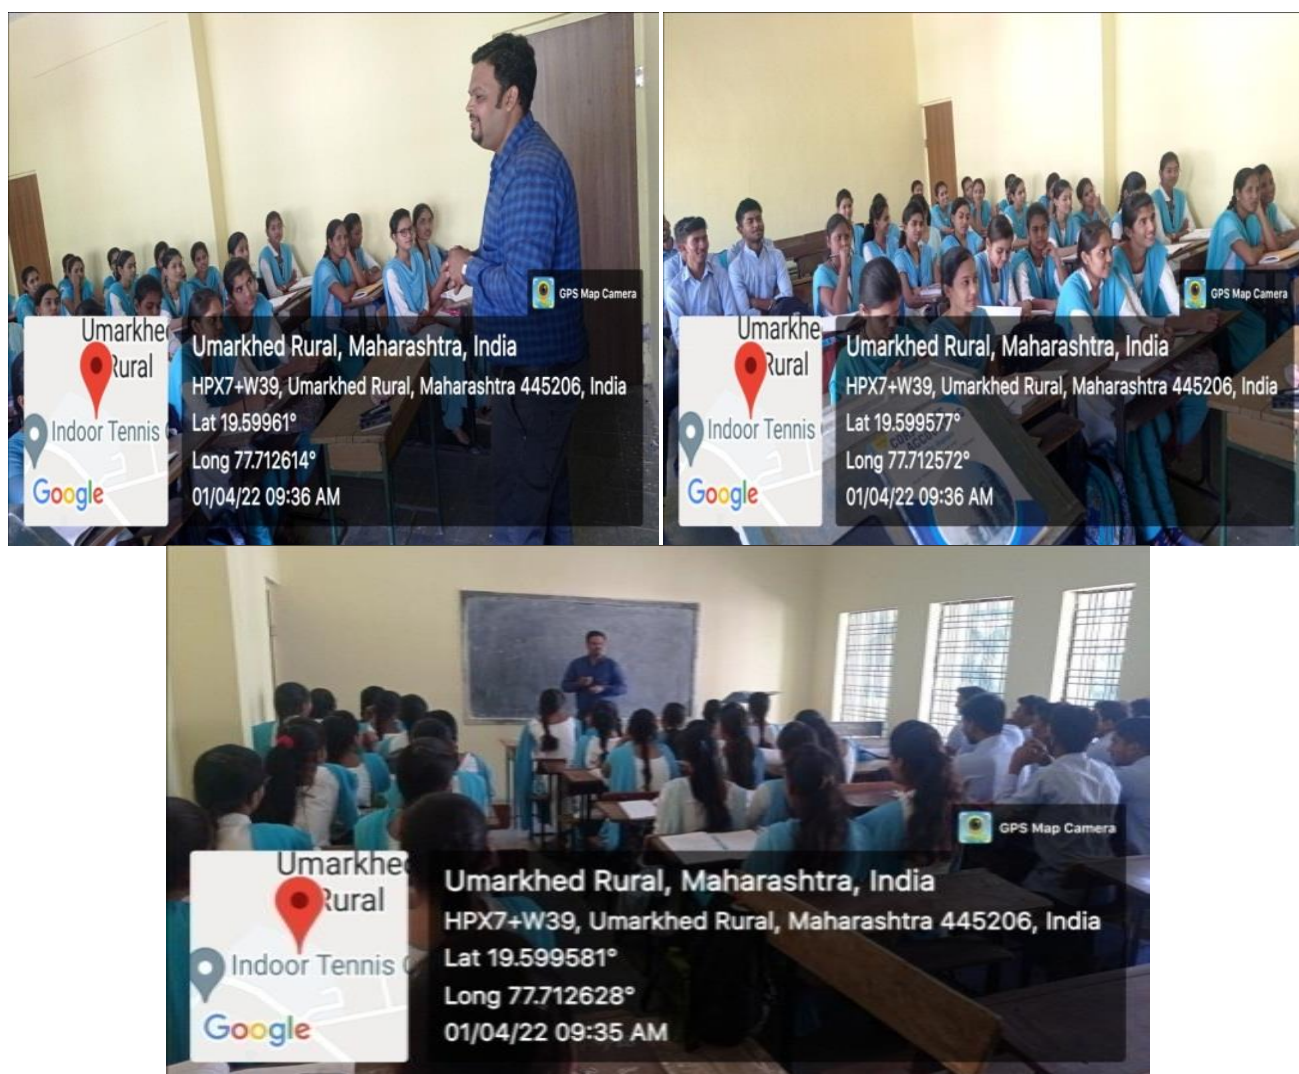 GPS Map Camera
Umarkhed
Rural
Indoor Tennis
Google
Umarkhed Rural, Maharashtra, India
HPX7+W39, Umarkhed Rural, Maharashtra 445206, India
Lat 19.59961°
Long 77.712614°
01/04/22 09:36 AM
GPS Map Camera
Umarkhe
Rural
Indoor Tennis
Google
Umarkhed Rural, Maharashtra, India
HPX7+W39, Umarkhed Rural, Maharashtra 445206, India
Lat 19.599577°
Long 77.712572°
01/04/22 09:36 AM
GPS Map Camera
Umarkhed
Rural
Indoor Tennis
Google
Umarkhed Rural, Maharashtra, India
HPX7+W39, Umarkhed Rural, Maharashtra 445206, India
Lat 19.599581°
Long 77.712628°
01/04/22 09:35 AM